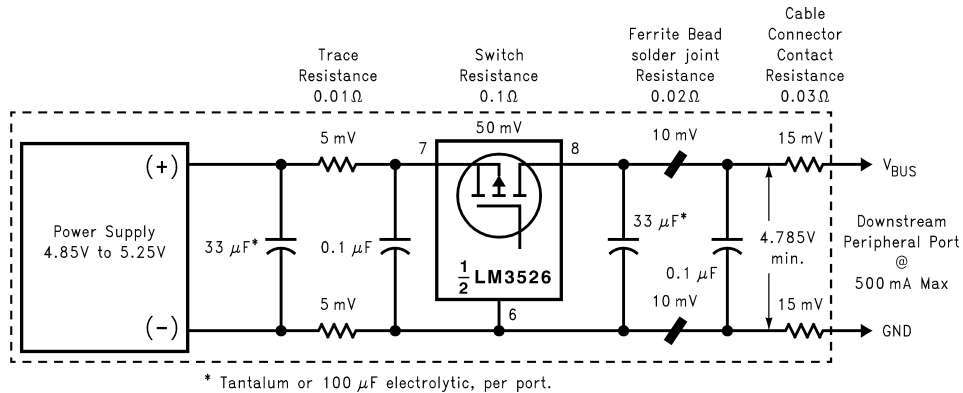 Cable
Connector
Contact
Resistance
0.03Ω
Ferrite Bead
solder joint
Resistance
0.02Ω
Switch
Resistance
0.1Ω
Trace
Resistance
0.01Ω
5 mV
50 mV
10 mV
15 mV
7
8
(+)
VBUS
Power Supply
4.85V to 5.25V
33 μF*
0.1 μF
1/2 LM3526
33 μF*
0.1 μF
4.785V
min.
Downstream
Peripheral Port
@
500 mA Max
5 mV
6
10 mV
15 mV
(-)
GND
* Tantalum or 100 μF electrolytic, per port.